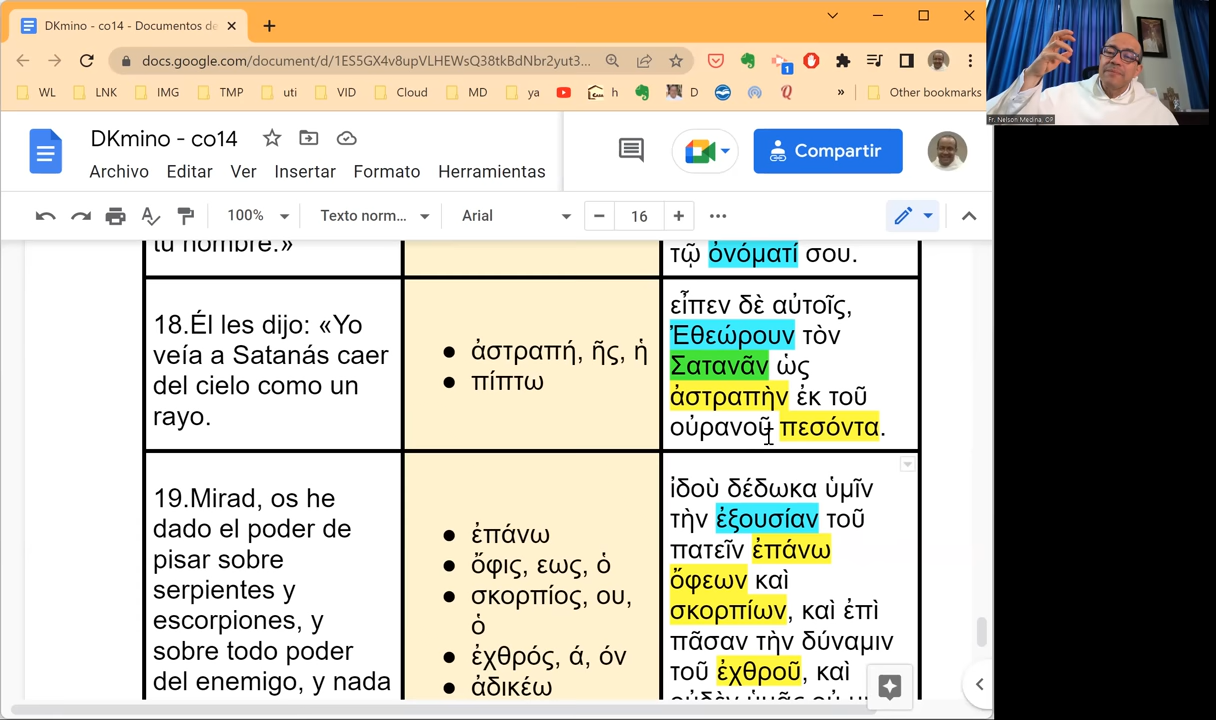 DKmino - co14 - Documentos de
docs.google.com/document/d/1ES5GX4v8upVLHEWsQ38tkBdNbr2yut3...
WL LNK IMG TMP uti VID Cloud MD ya h D » Other bookmarks
1
Fr. Nelson Medina, OP
DKmino - co14
Archivo Editar Ver Insertar Formato Herramientas
Compartir
100% Texto norm... Arial 16
tu nombre.»
τῷ ὀνόματί σου.
18.Él les dijo: «Yo
veía a Satanás caer
del cielo como un
rayo.
ἀστραπή, ῆς, ἡ
πίπτω
εἶπεν δὲ αὐτοῖς,
Ἐθεώρουν τὸν
Σατανᾶν ὡς
ἀστραπὴν ἐκ τοῦ
οὐρανοῦ πεσόντα.
19.Mirad, os he
dado el poder de
pisar sobre
serpientes y
escorpiones, y
sobre todo poder
del enemigo, y nada
ἐπάνω
ὄφις, εως, ὁ
σκορπίος, ου,
ὁ
ἐχθρός, ά, όν
ἀδικέω
ἰδοὺ δέδωκα ὑμῖν
τὴν ἐξουσίαν τοῦ
πατεῖν ἐπάνω
ὄφεων καὶ
σκορπίων, καὶ ἐπὶ
πᾶσαν τὴν δύναμιν
τοῦ ἐχθροῦ, καὶ